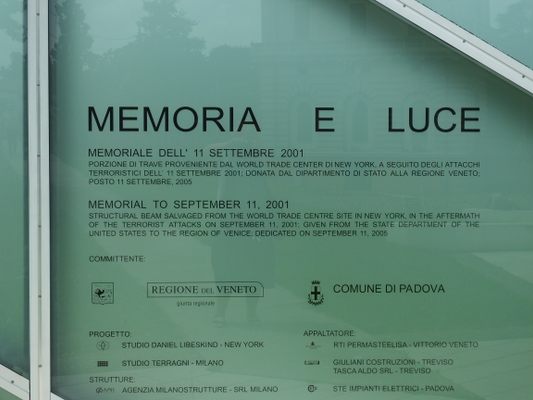 MEMORIA E LUCE
MEMORIALE DELL' 11 SETTEMBRE 2001
PORZIONE DI TRAVE PROVENIENTE DAL WORLD TRADE CENTER DI NEW YORK, A SEGUITO DEGLI ATTACCHI
TERRORISTICI DELL' 11 SETTEMBRE 2001; DONATA DAL DIPARTIMENTO DI STATO ALLA REGIONE VENETO;
POSTO 11 SETTEMBRE, 2005
MEMORIAL TO SEPTEMBER 11, 2001
STRUCTURAL BEAM SALVAGED FROM THE WORLD TRADE CENTRE SITE IN NEW YORK, IN THE AFTERMATH
OF THE TERRORIST ATTACKS ON SEPTEMBER 11, 2001; GIVEN FROM THE STATE DEPARTMENT OF THE
UNITED STATES TO THE REGION OF VENICE; DEDICATED ON SEPTEMBER 11, 2005
COMMITTENTE:
REGIONE DEL VENETO
giunta regionale
COMUNE DI PADOVA
PROGETTO:
STUDIO DANIEL LIBESKIND - NEW YORK
STUDIO TERRAGNI - MILANO
STRUTTURE:
AGENZIA MILANOSTRUTTURE - SRL MILANO
APPALTATORE:
RTI PERMASTEELISA - VITTORIO VENETO
GIULIANI COSTRUZIONI - TREVISO
TASCA ALDO SRL - TREVISO
STE IMPIANTI ELETTRICI - PADOVA